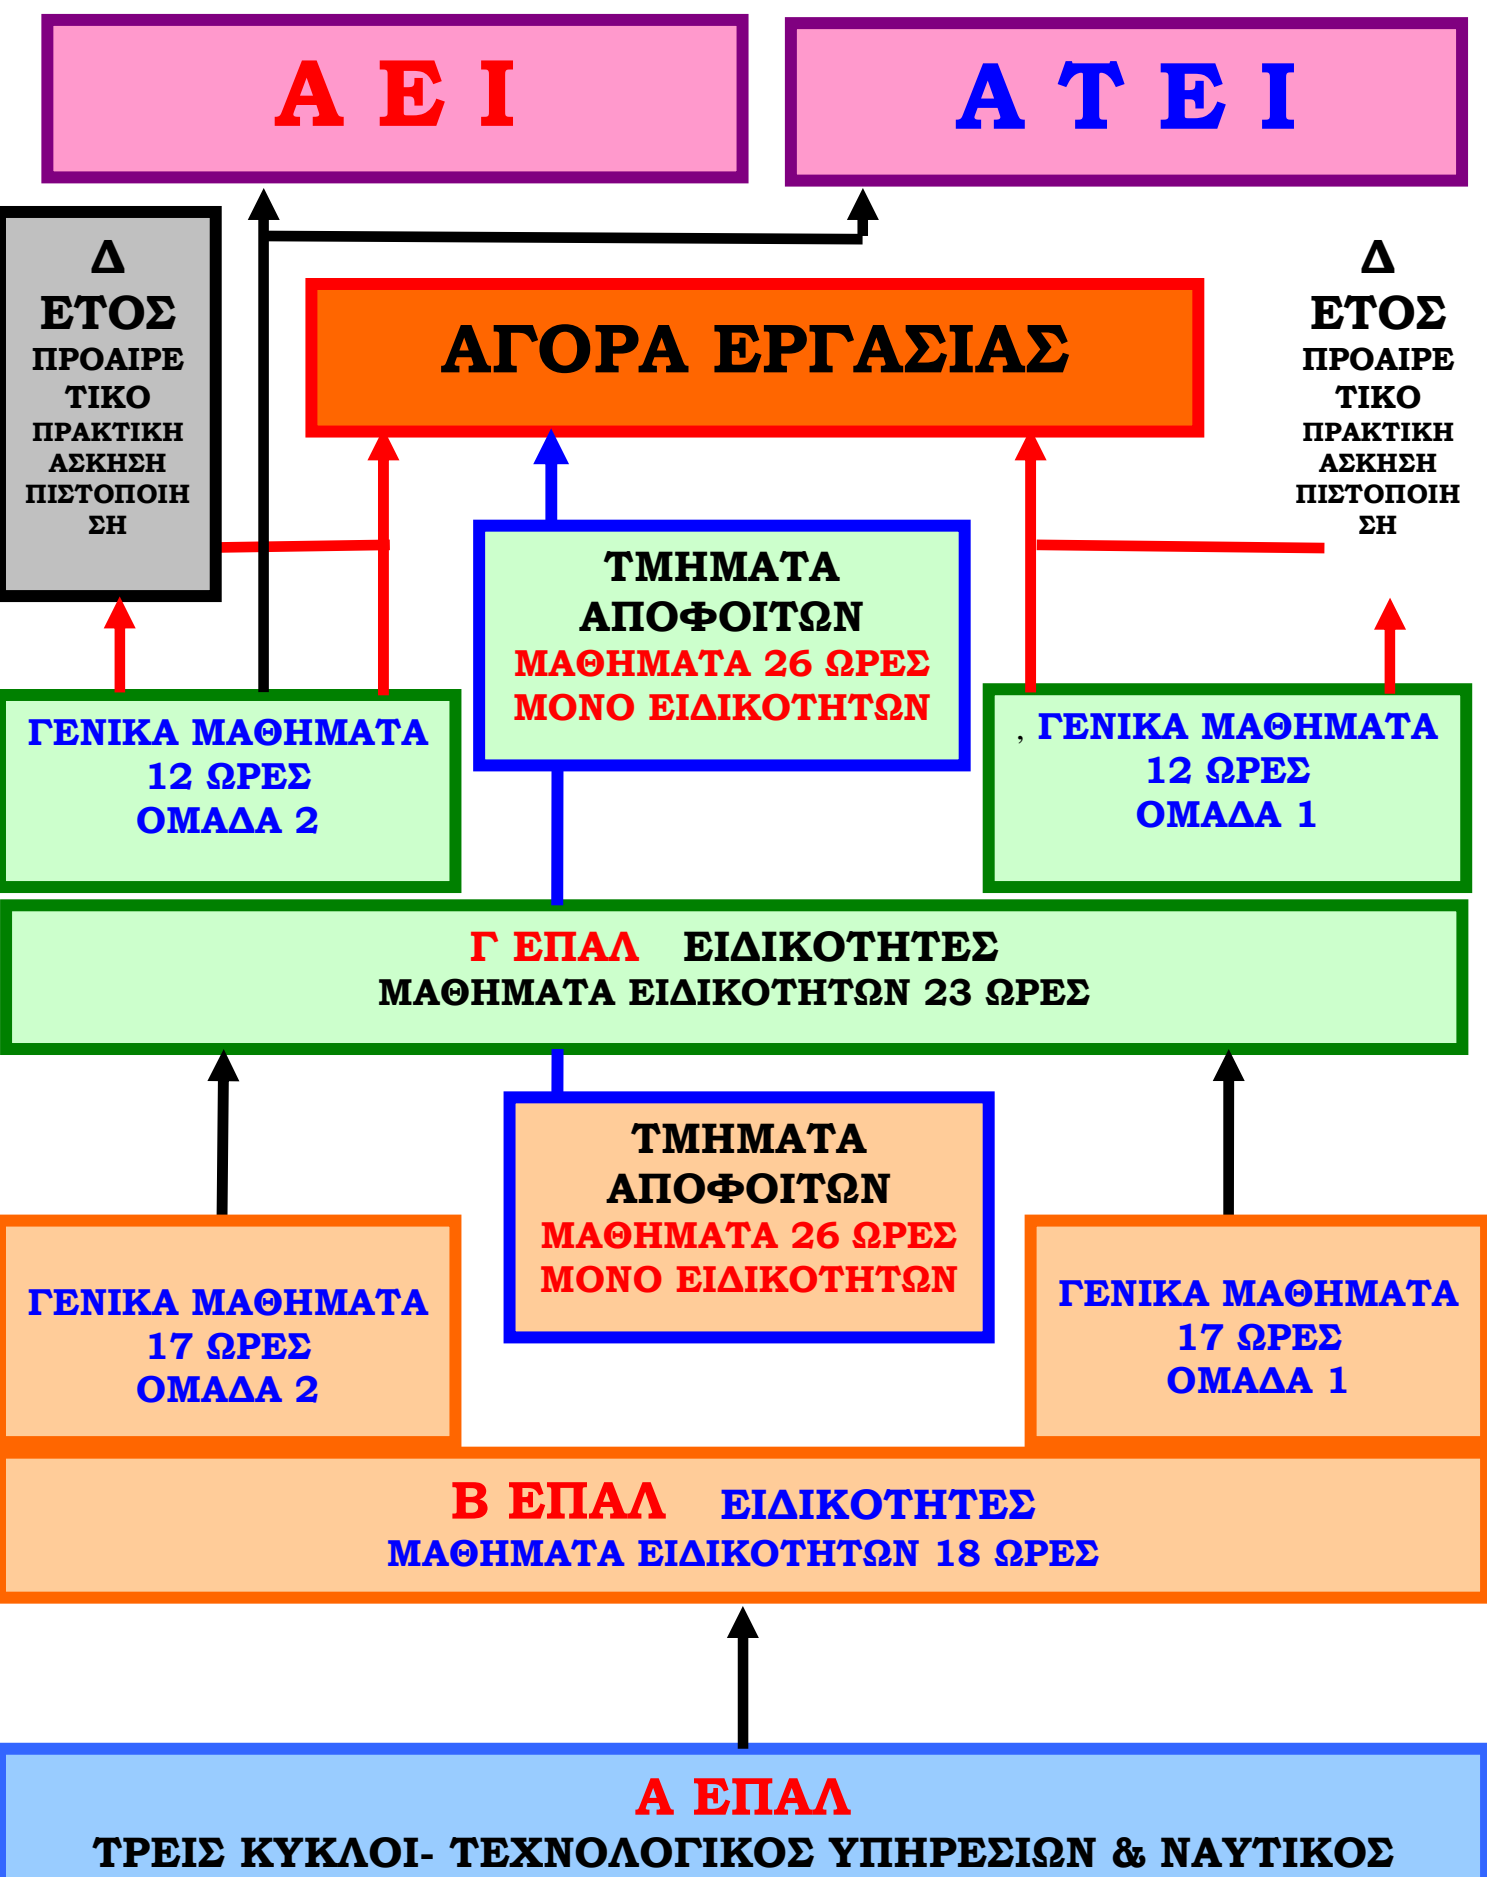 Α Ε Ι
Α Τ Ε Ι
Δ
ΕΤΟΣ
ΠΡΟΑΙΡΕ
ΤΙΚΟ
ΠΡΑΚΤΙΚΗ
ΑΣΚΗΣΗ
ΠΙΣΤΟΠΟΙΗ
ΣΗ
ΑΓΟΡΑ ΕΡΓΑΣΙΑΣ
Δ
ΕΤΟΣ
ΠΡΟΑΙΡΕ
ΤΙΚΟ
ΠΡΑΚΤΙΚΗ
ΑΣΚΗΣΗ
ΠΙΣΤΟΠΟΙΗ
ΣΗ
ΤΜΗΜΑΤΑ
ΑΠΟΦΟΙΤΩΝ
ΜΑΘΗΜΑΤΑ 26 ΩΡΕΣ
ΜΟΝΟ ΕΙΔΙΚΟΤΗΤΩΝ
ΓΕΝΙΚΑ ΜΑΘΗΜΑΤΑ
12 ΩΡΕΣ
ΟΜΑΔΑ 2
, ΓΕΝΙΚΑ ΜΑΘΗΜΑΤΑ
12 ΩΡΕΣ
ΟΜΑΔΑ 1
Γ ΕΠΑΛ ΕΙΔΙΚΟΤΗΤΕΣ
ΜΑΘΗΜΑΤΑ ΕΙΔΙΚΟΤΗΤΩΝ 23 ΩΡΕΣ
ΤΜΗΜΑΤΑ
ΑΠΟΦΟΙΤΩΝ
ΜΑΘΗΜΑΤΑ 26 ΩΡΕΣ
ΜΟΝΟ ΕΙΔΙΚΟΤΗΤΩΝ
ΓΕΝΙΚΑ ΜΑΘΗΜΑΤΑ
17 ΩΡΕΣ
ΟΜΑΔΑ 2
ΓΕΝΙΚΑ ΜΑΘΗΜΑΤΑ
17 ΩΡΕΣ
ΟΜΑΔΑ 1
Β ΕΠΑΛ ΕΙΔΙΚΟΤΗΤΕΣ
ΜΑΘΗΜΑΤΑ ΕΙΔΙΚΟΤΗΤΩΝ 18 ΩΡΕΣ
Α ΕΠΑΛ
ΤΡΕΙΣ ΚΥΚΛΟΙ- ΤΕΧΝΟΛΟΓΙΚΟΣ ΥΠΗΡΕΣΙΩΝ & ΝΑΥΤΙΚΟΣ